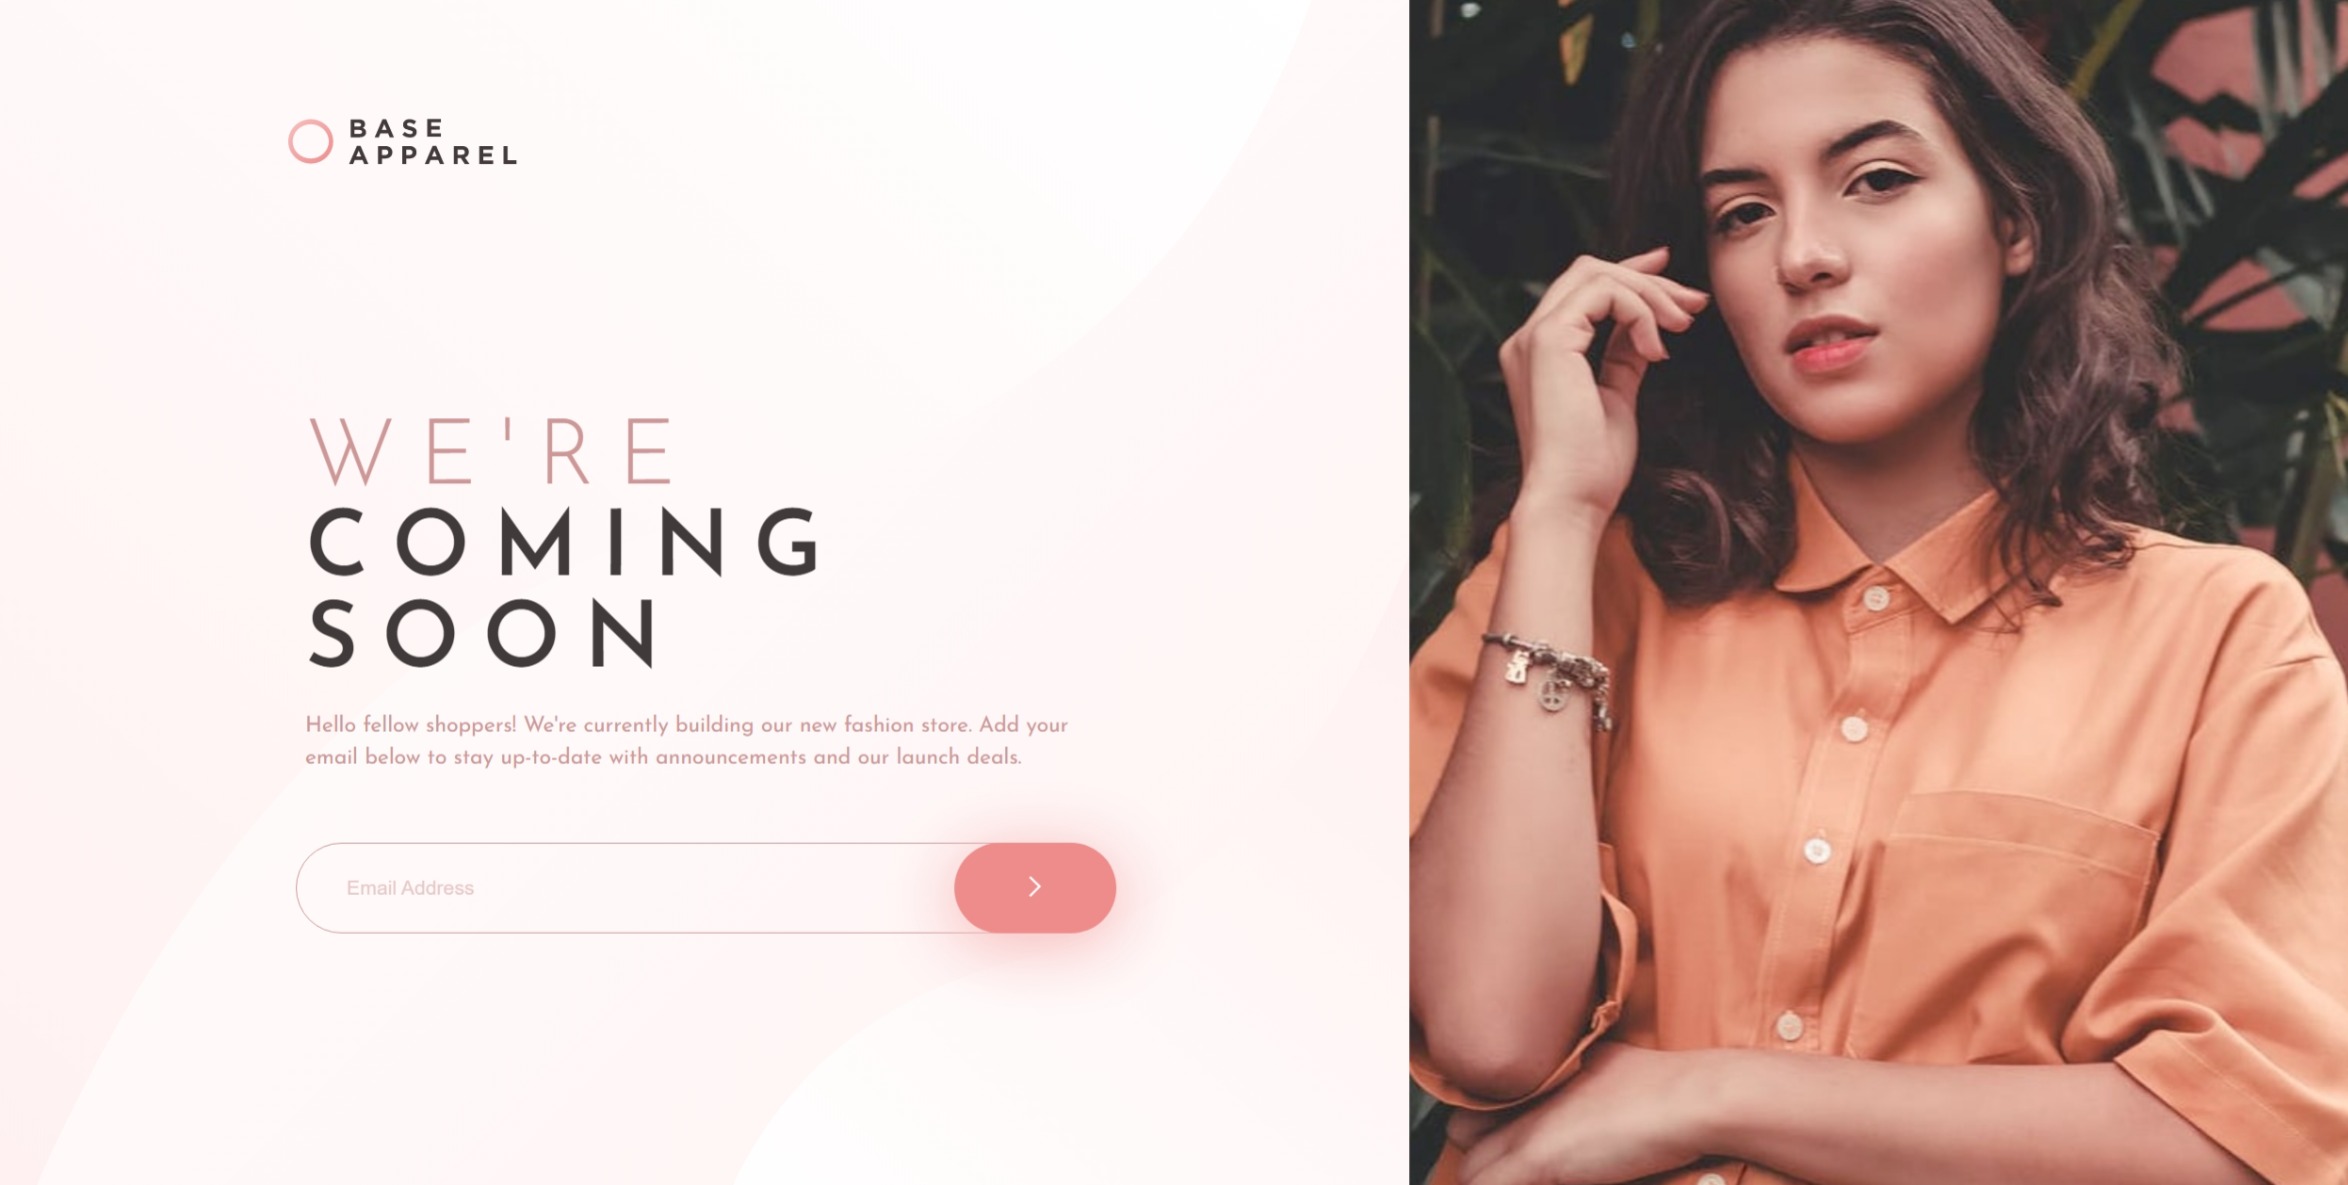 BASE
APPAREL
WE'RE
COMING
SOON
Hello fellow shoppers! We're currently building our new fashion store. Add your
email below to stay up-to-date with announcements and our launch deals.
Email Address